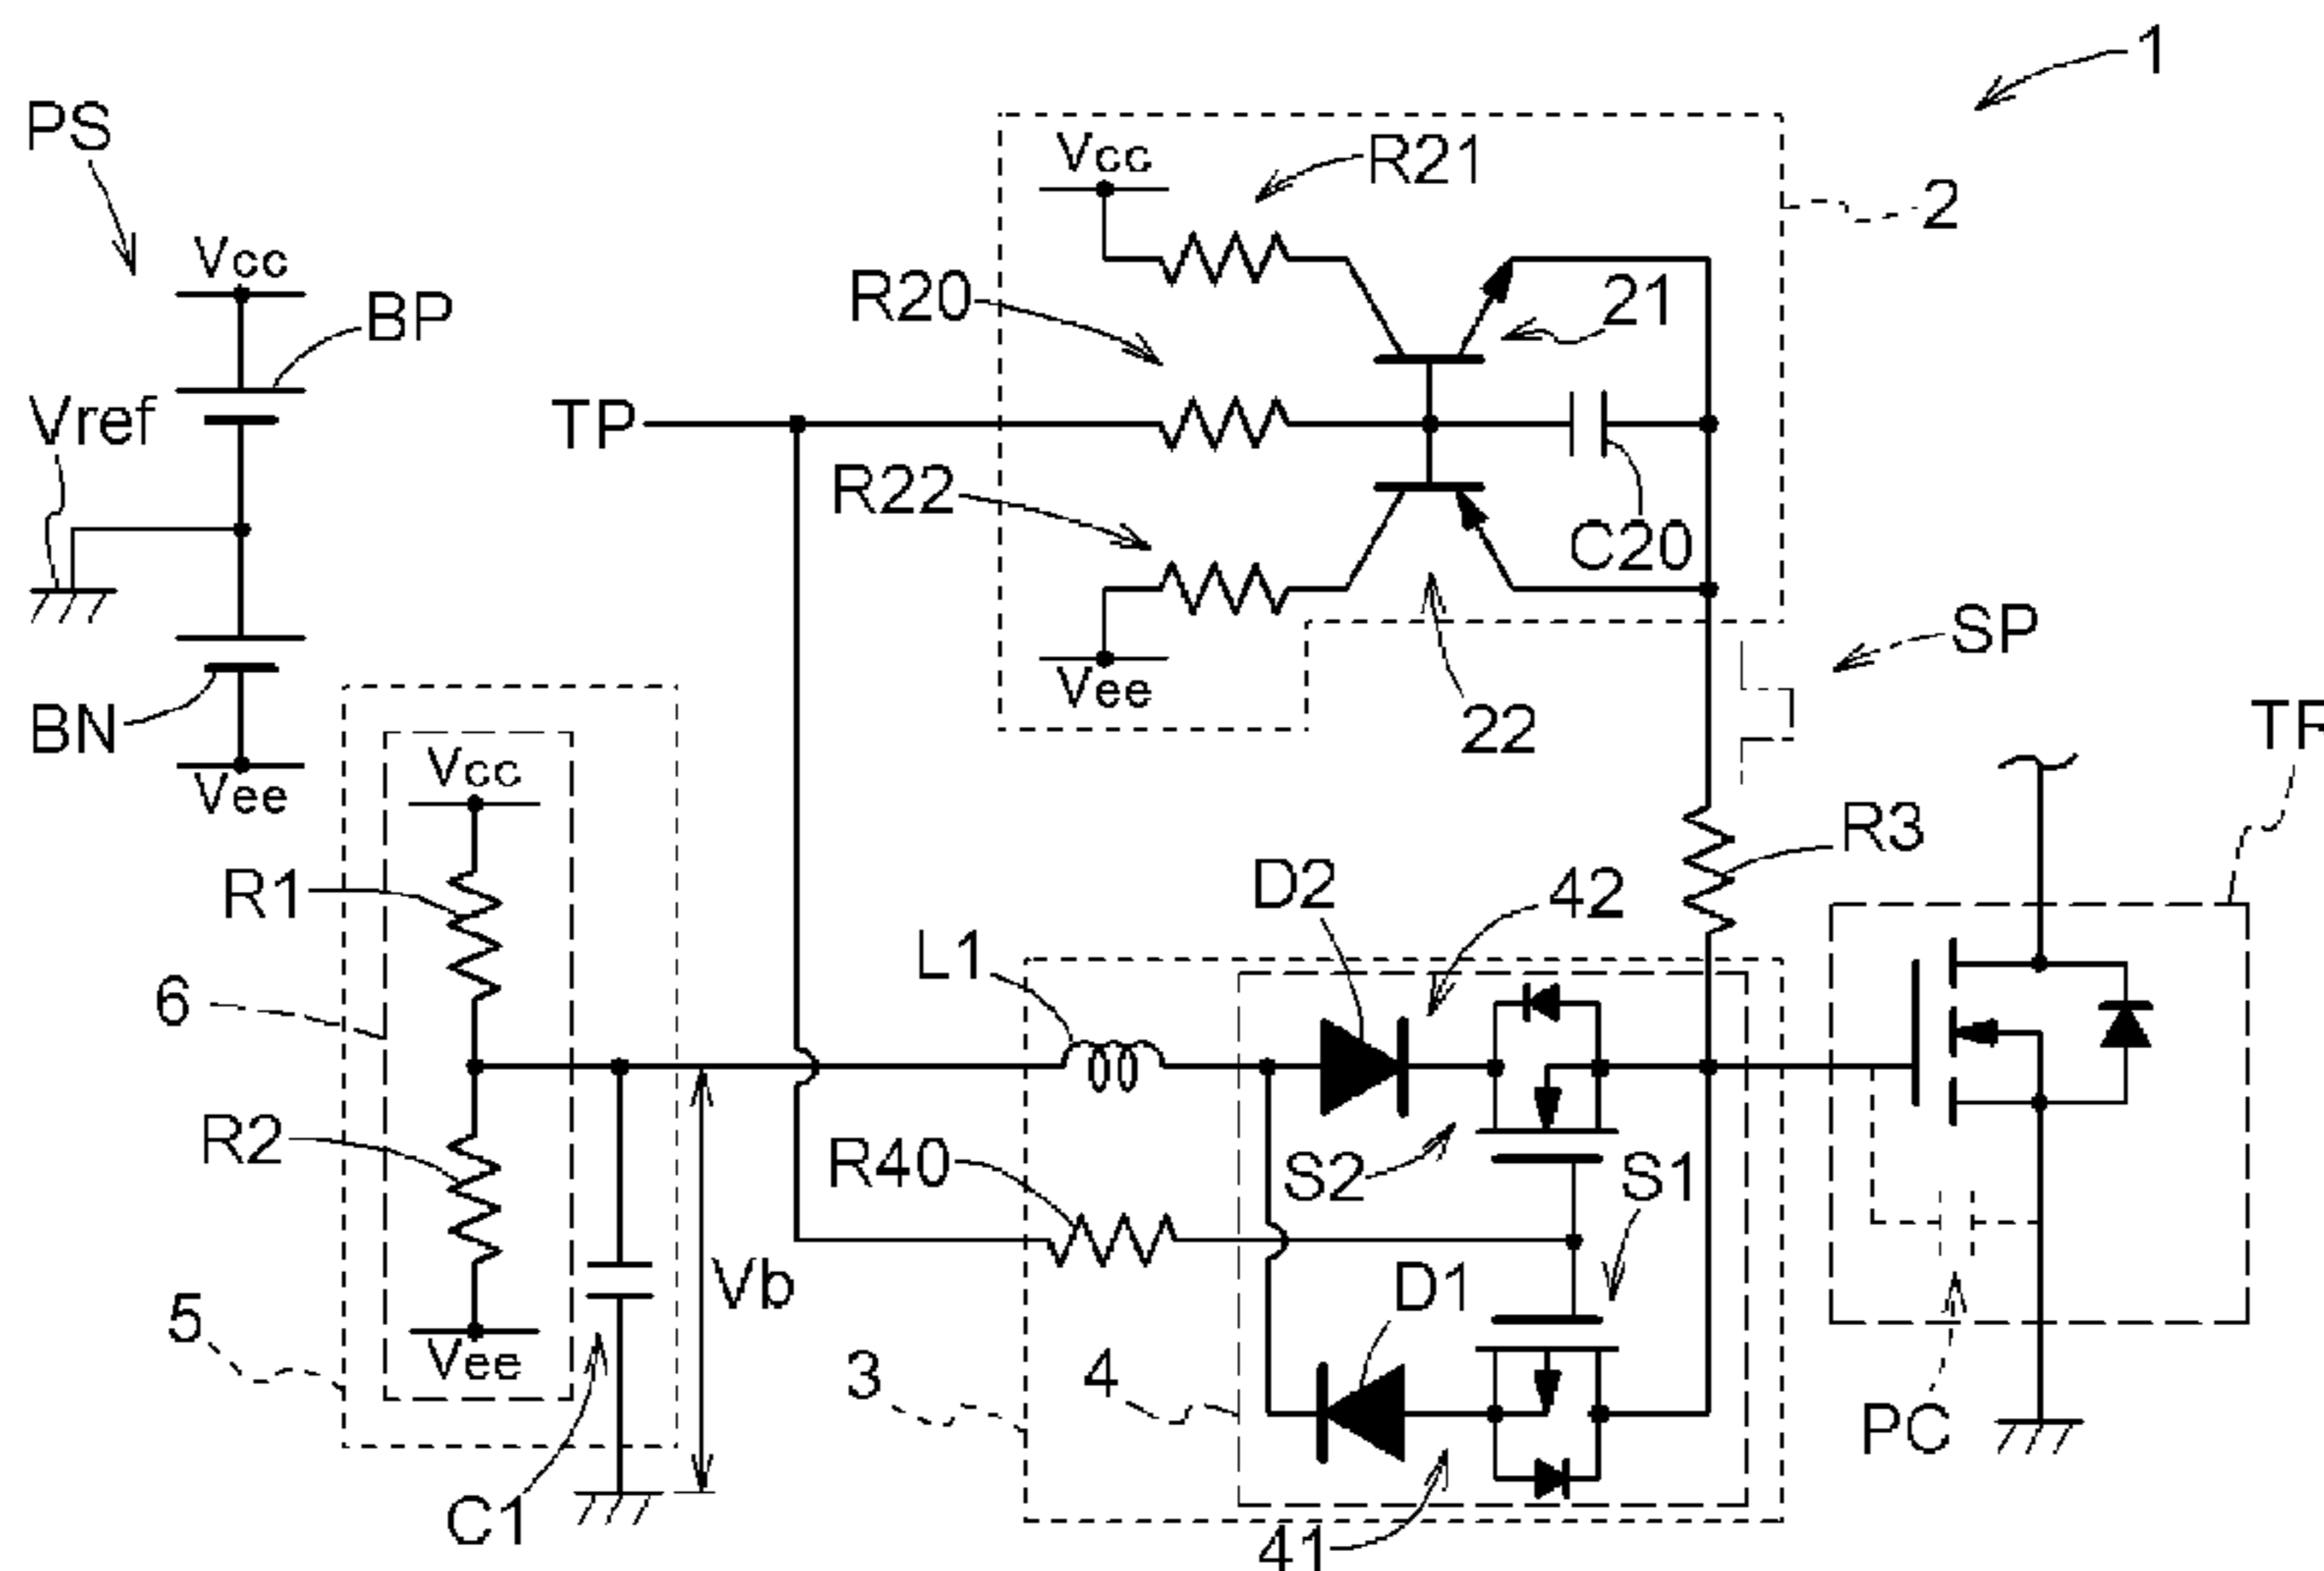 1
PS
Vcc
R21
2
Vcc
R20
21
BP
Vref
TP
R22
C20
SP
Vee
22
BN
Vee
TR
Vcc
R3
R1
D2
42
L1
6
R2
R40
S2
S1
Vb
D1
5
Vee
3
4
PC
C1
41